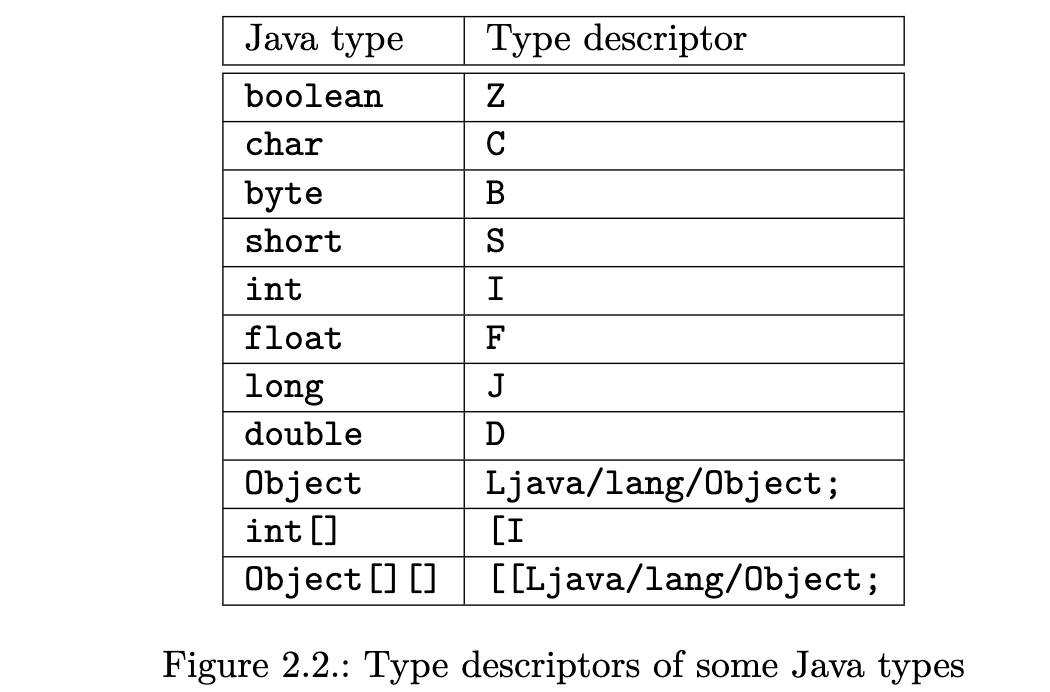 Java type Type descriptor
boolean Z
char C
byte B
short S
int I
float F
long J
double D
Object Ljava/lang/Object;
int[] [I
Object[][] [[Ljava/lang/Object;
Figure 2.2.: Type descriptors of some Java types